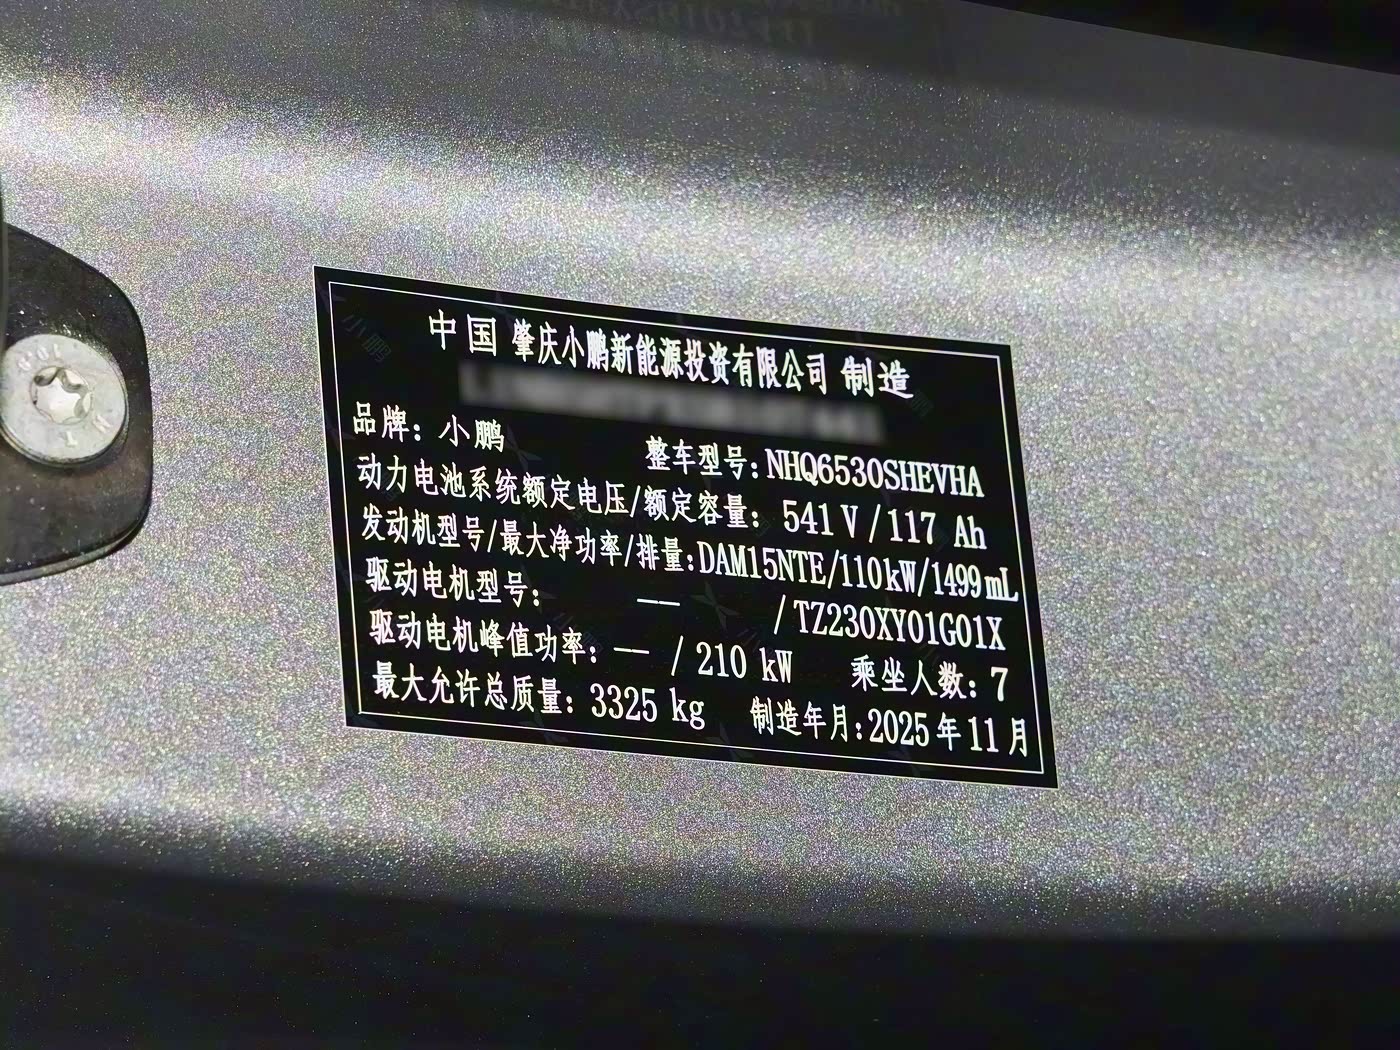 中国 肇庆小鹏新能源投资有限公司 制造
品牌: 小鹏 整车型号: NHQ6530SHEVHA
动力电池系统额定电压/额定容量: 541 V / 117 Ah
发动机型号/最大净功率/排量: DAM15NTE/110kW/1499mL
驱动电机型号: —— / TZ230XY01G01X
驱动电机峰值功率: —— / 210 kW 乘坐人数: 7
最大允许总质量: 3325 kg 制造年月: 2025年11月